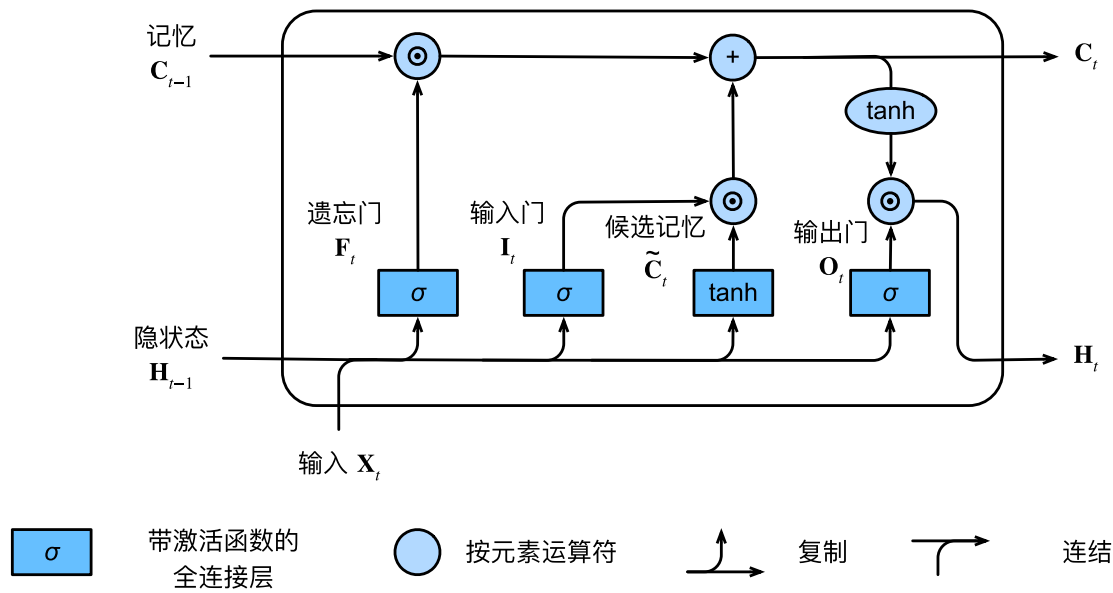 记忆
C_{t−1}
+
C_t
tanh
遗忘门
F_t
输入门
I_t
候选记忆
C̃_t
输出门
O_t
σ
σ
tanh
σ
隐状态
H_{t−1}
H_t
输入 X_t
σ
带激活函数的
全连接层
按元素运算符
复制
连结